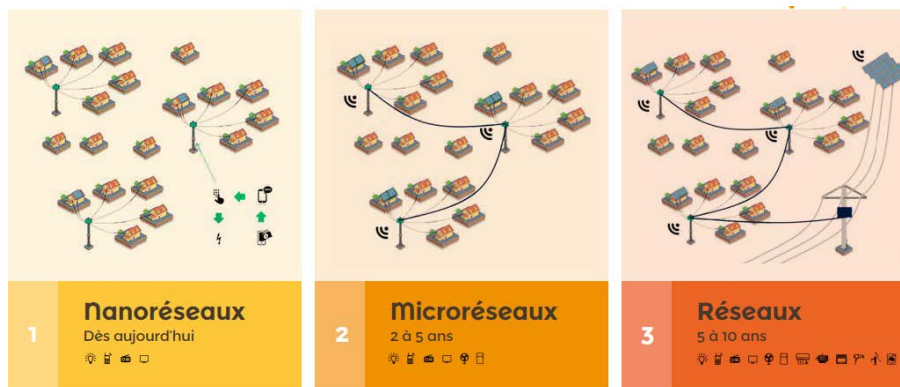 1
Nanoréseaux
Dès aujourd'hui
2
Microréseaux
2 à 5 ans
3
Réseaux
5 à 10 ans